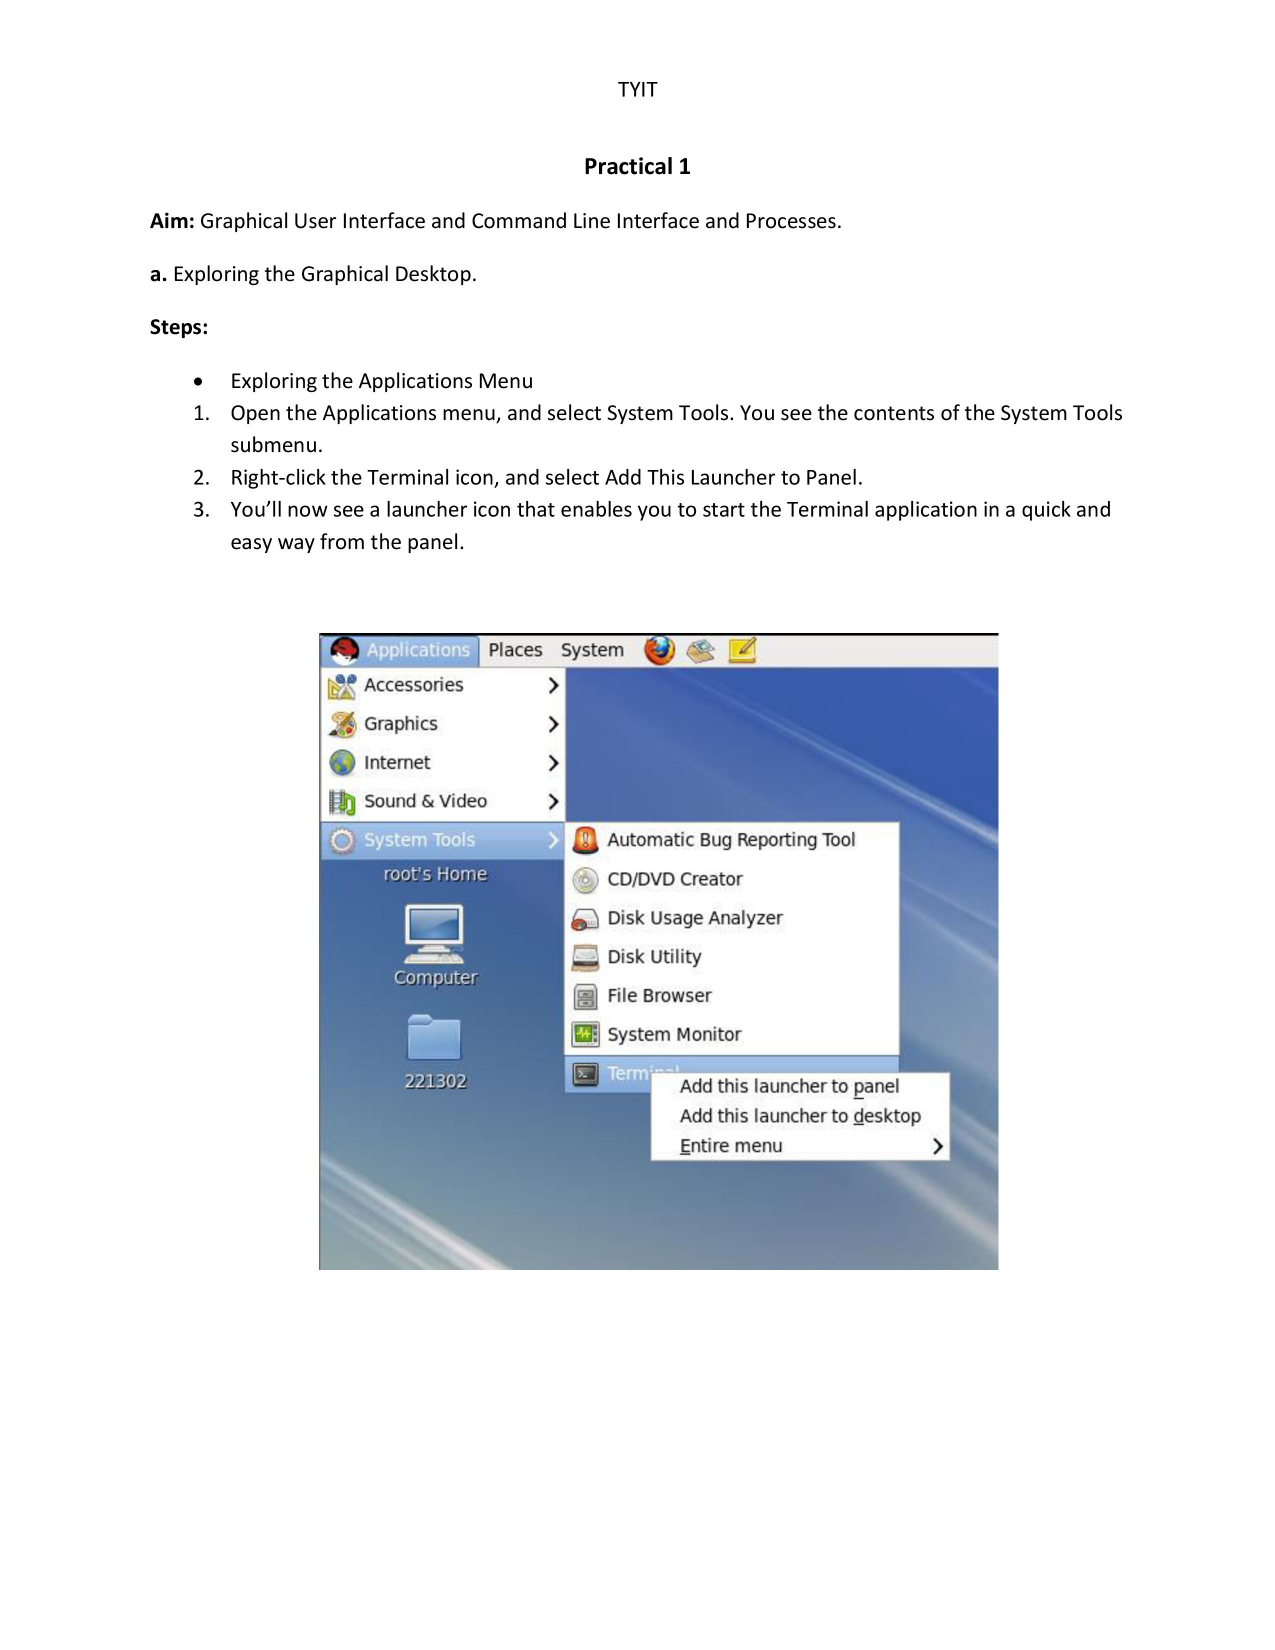 TYIT
Practical 1
Aim: Graphical User Interface and Command Line Interface and Processes.
a. Exploring the Graphical Desktop.
Steps:
• Exploring the Applications Menu
1. Open the Applications menu, and select System Tools. You see the contents of the System Tools
submenu.
2. Right-click the Terminal icon, and select Add This Launcher to Panel.
3. You’ll now see a launcher icon that enables you to start the Terminal application in a quick and
easy way from the panel.
Applications Places System
Accessories
Graphics
Internet
Sound & Video
System Tools
Automatic Bug Reporting Tool
CD/DVD Creator
Disk Usage Analyzer
Disk Utility
File Browser
System Monitor
Terminal
Add this launcher to panel
Add this launcher to desktop
Entire menu
root's Home
Computer
221302